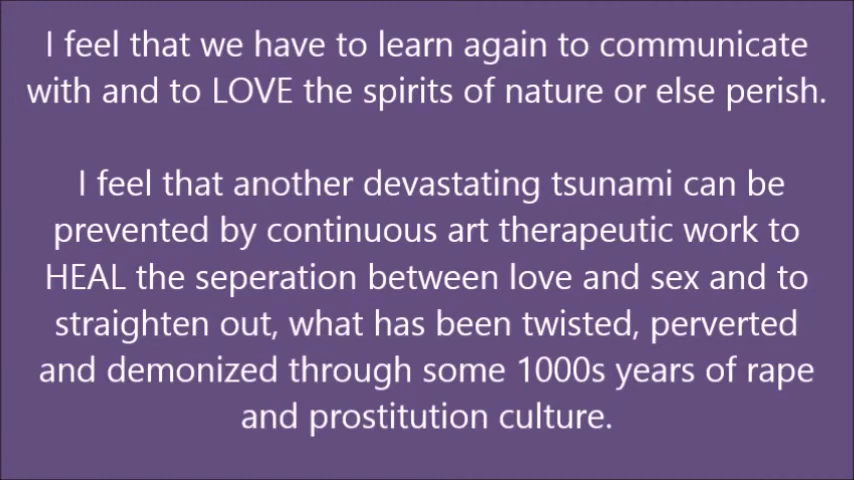 I feel that we have to learn again to communicate
with and to LOVE the spirits of nature or else perish.
I feel that another devastating tsunami can be
prevented by continuous art therapeutic work to
HEAL the seperation between love and sex and to
straighten out, what has been twisted, perverted
and demonized through some 1000s years of rape
and prostitution culture.